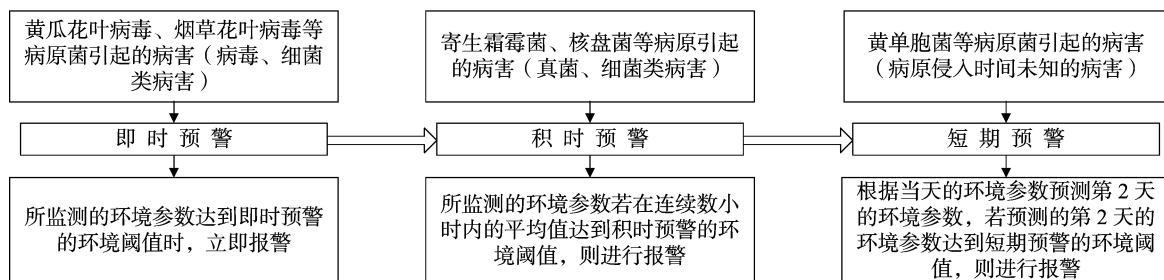 黄瓜花叶病毒、烟草花叶病毒等
病原菌引起的病害（病毒、细菌
类病害）
寄生霜霉菌、核盘菌等病原引起
的病害（真菌、细菌类病害）
黄单胞菌等病原菌引起的病害
（病原侵入时间未知的病害）
即 时 预 警
积 时 预 警
短 期 预 警
所监测的环境参数达到即时预警
的环境阈值时，立即报警
所监测的环境参数若在连续数小
时内的平均值达到积时预警的环
境阈值，则进行报警
根据当天的环境参数预测第 2 天
的环境参数，若预测的第 2 天的
环境参数达到短期预警的环境阈
值，则进行报警